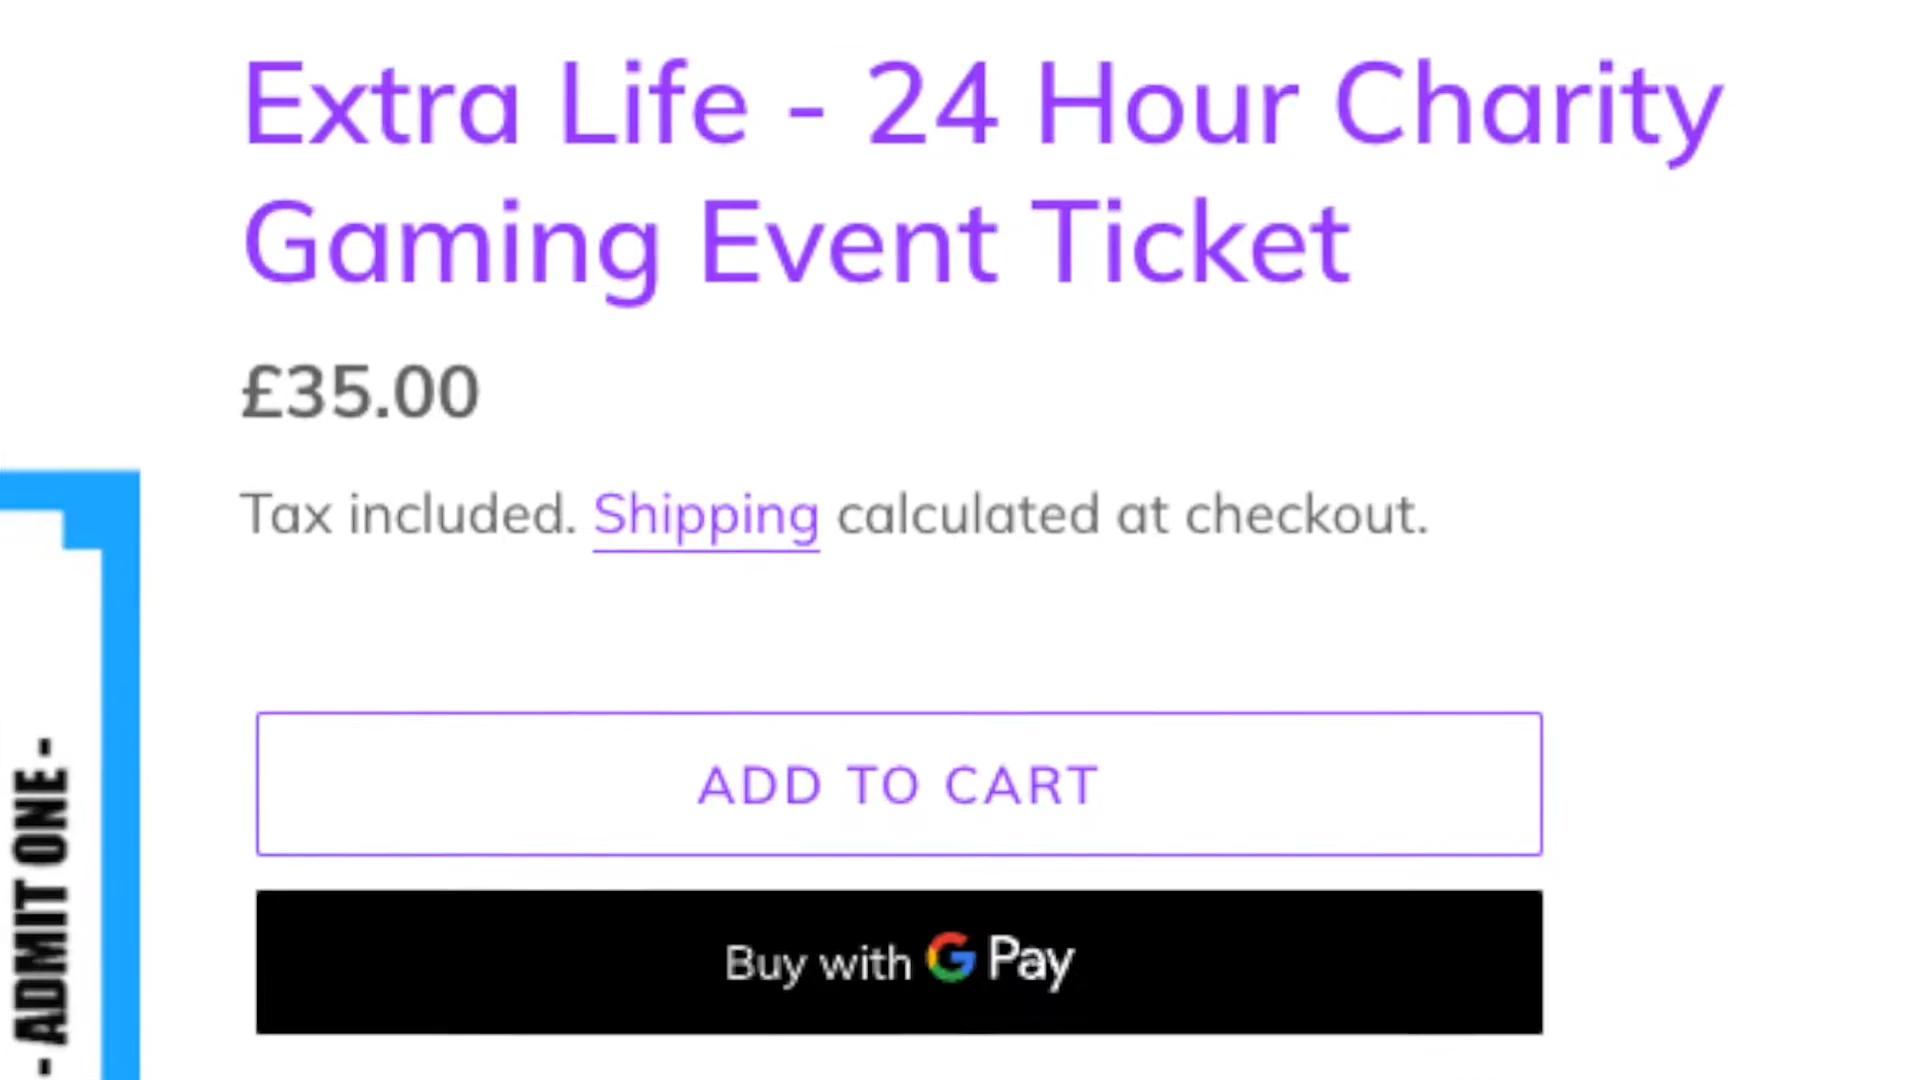 Extra Life - 24 Hour Charity
Gaming Event Ticket
£35.00
Tax included. Shipping calculated at checkout.
ADD TO CART
Buy with G Pay
- ADMIT ONE -